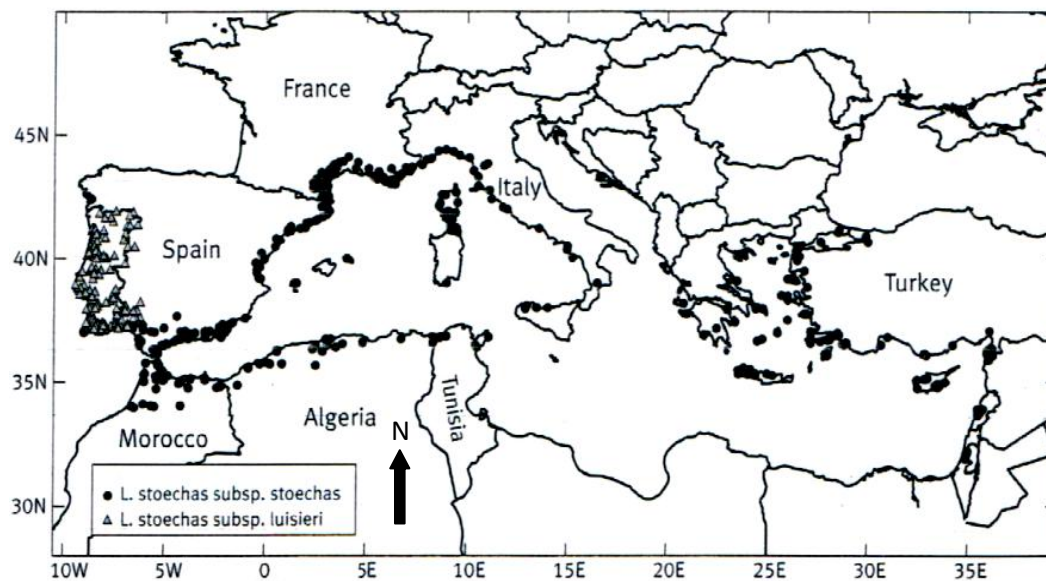 France
45N
Italy
40N
Spain
Turkey
35N
Tunisia
Algeria
N
Morocco
L. stoechas subsp. stoechas
L. stoechas subsp. luisieri
30N
10W 5W 0 5E 10E 15E 20E 25E 30E 35E